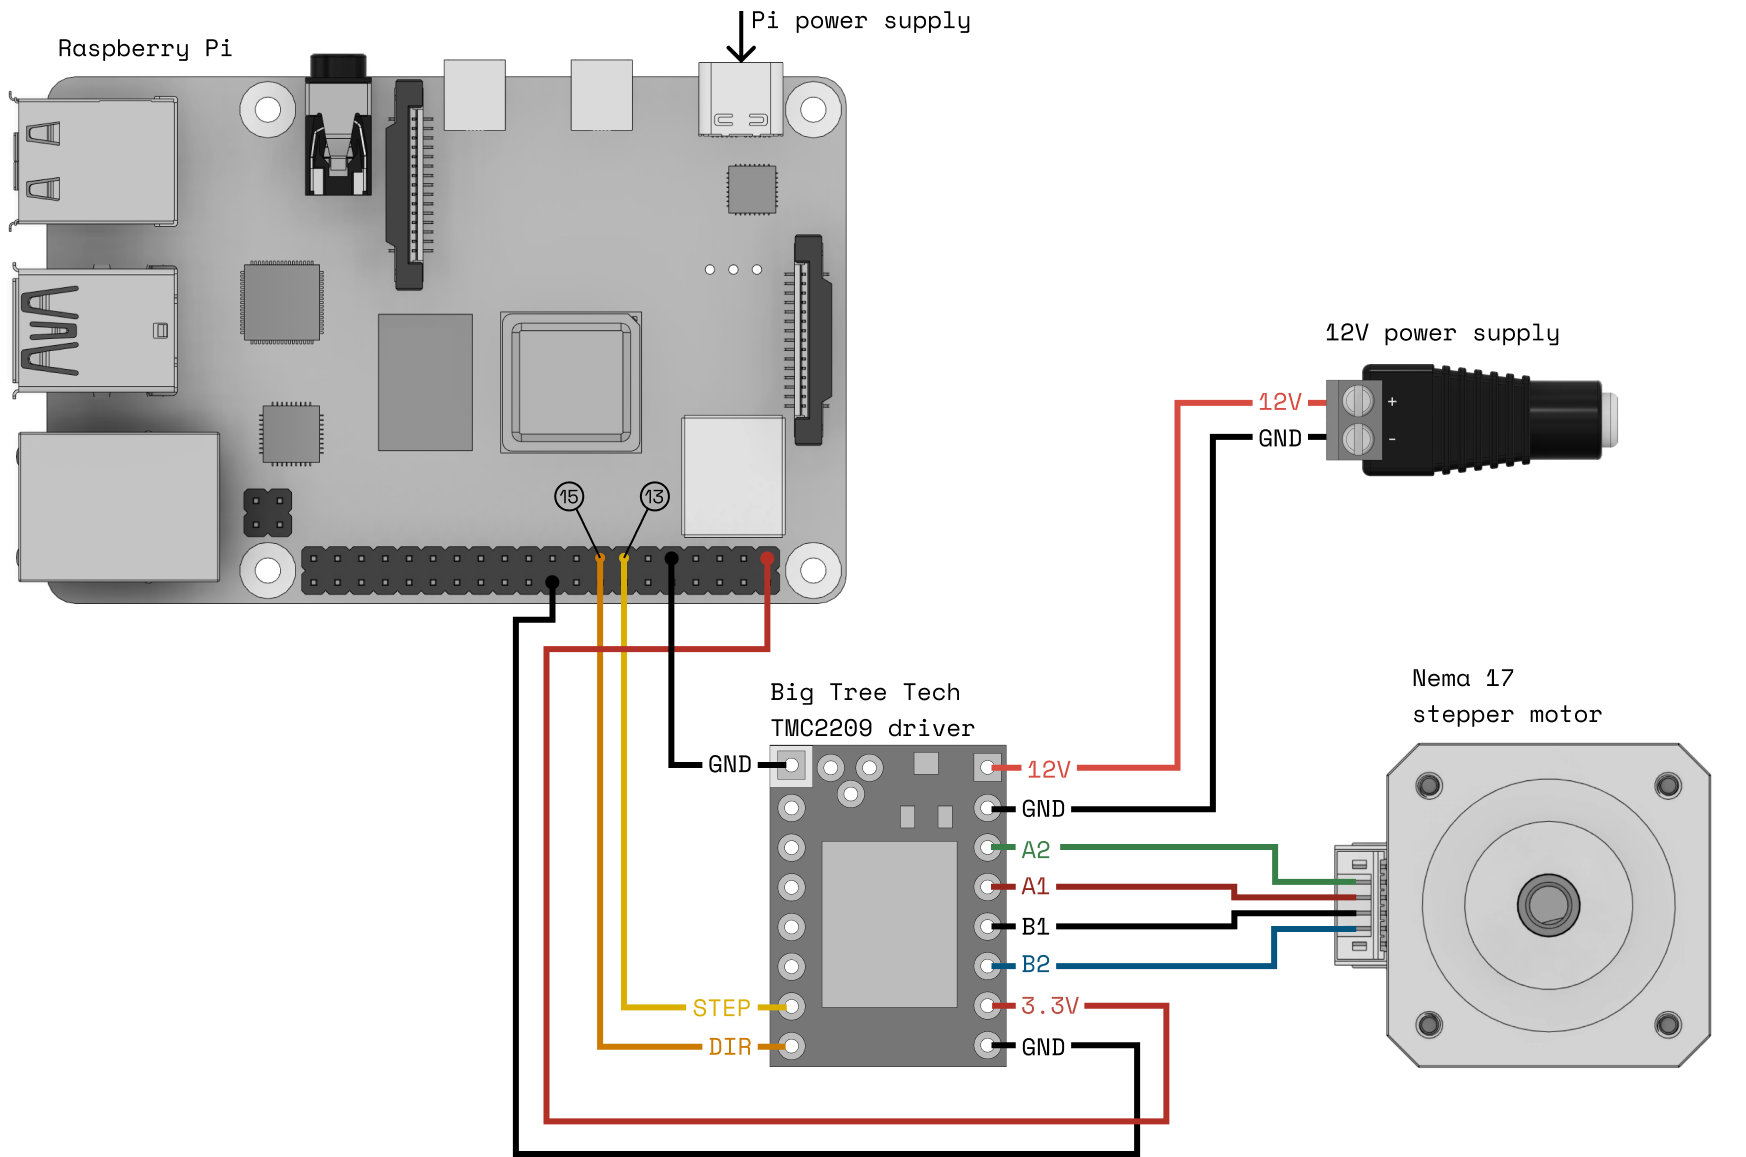 Pi power supply
Raspberry Pi
12V power supply
12V
+
GND
-
15
13
Nema 17
stepper motor
Big Tree Tech
TMC2209 driver
GND
12V
GND
A2
A1
B1
B2
STEP
3.3V
DIR
GND